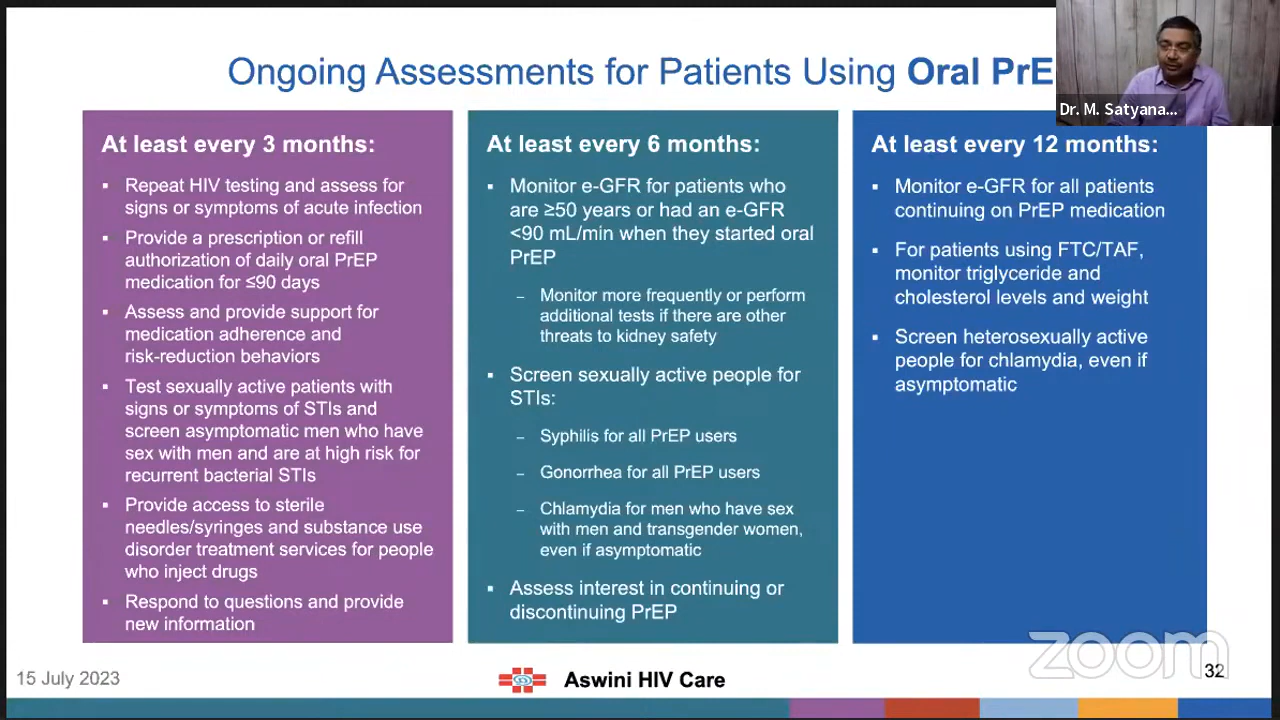 Ongoing Assessments for Patients Using Oral PrE
Dr. M. Satyana...
At least every 3 months:
▪ Repeat HIV testing and assess for
signs or symptoms of acute infection
▪ Provide a prescription or refill
authorization of daily oral PrEP
medication for ≤90 days
▪ Assess and provide support for
medication adherence and
risk-reduction behaviors
▪ Test sexually active patients with
signs or symptoms of STIs and
screen asymptomatic men who have
sex with men and are at high risk for
recurrent bacterial STIs
▪ Provide access to sterile
needles/syringes and substance use
disorder treatment services for people
who inject drugs
▪ Respond to questions and provide
new information
At least every 6 months:
▪ Monitor e-GFR for patients who
are ≥50 years or had an e-GFR
<90 mL/min when they started oral
PrEP
– Monitor more frequently or perform
additional tests if there are other
threats to kidney safety
▪ Screen sexually active people for
STIs:
– Syphilis for all PrEP users
– Gonorrhea for all PrEP users
– Chlamydia for men who have sex
with men and transgender women,
even if asymptomatic
▪ Assess interest in continuing or
discontinuing PrEP
At least every 12 months:
▪ Monitor e-GFR for all patients
continuing on PrEP medication
▪ For patients using FTC/TAF,
monitor triglyceride and
cholesterol levels and weight
▪ Screen heterosexually active
people for chlamydia, even if
asymptomatic
15 July 2023
Aswini HIV Care
zoom
32